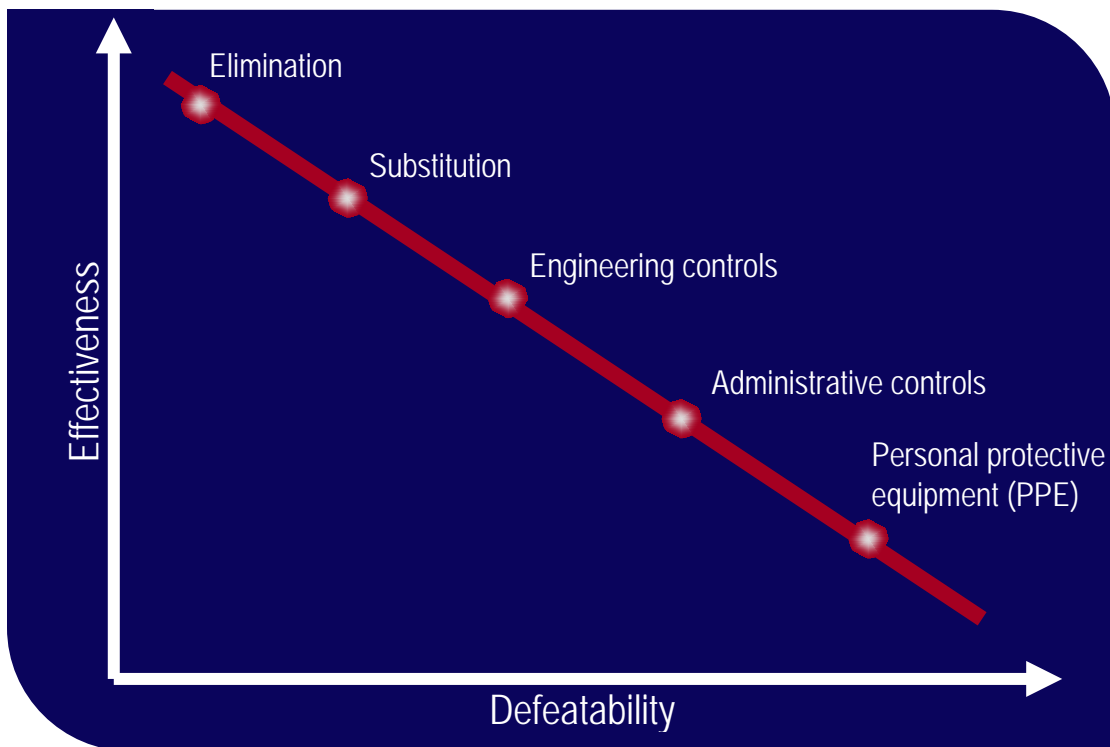 Elimination
Substitution
Engineering controls
Administrative controls
Personal protective
equipment (PPE)
Effectiveness
Defeatability